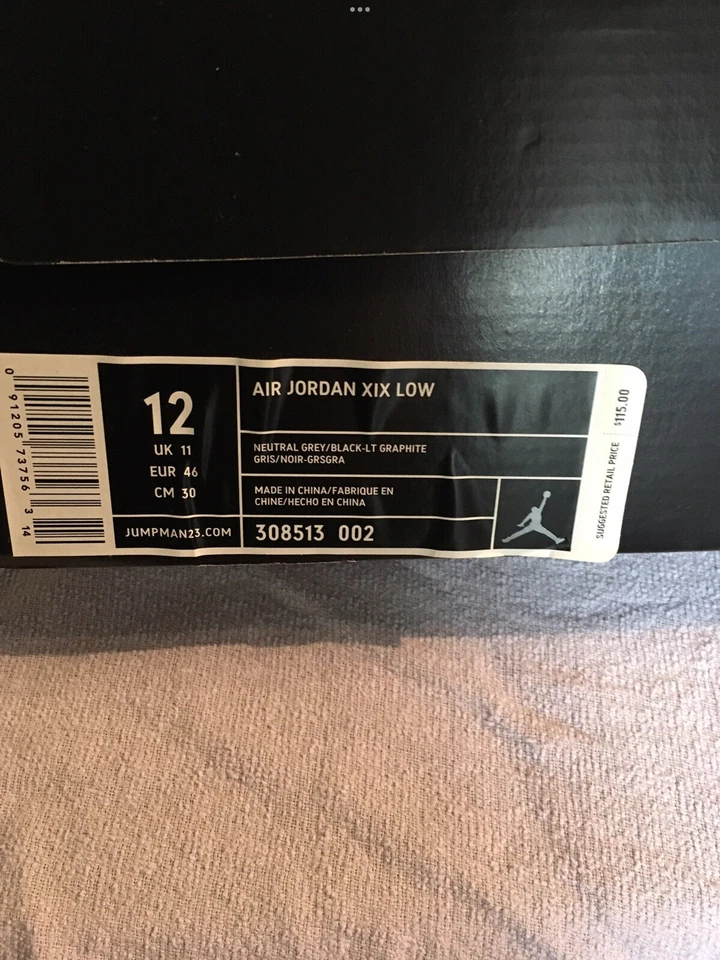 0 91205 73756 3 14
12
UK 11
EUR 46
CM 30
JUMPMAN23.COM
AIR JORDAN XIX LOW
NEUTRAL GREY/BLACK-LT GRAPHITE
GRIS/NOIR-GRSGRA
MADE IN CHINA/FABRIQUE EN
CHINE/HECHO EN CHINA
308513 002
SUGGESTED RETAIL PRICE
$115.00